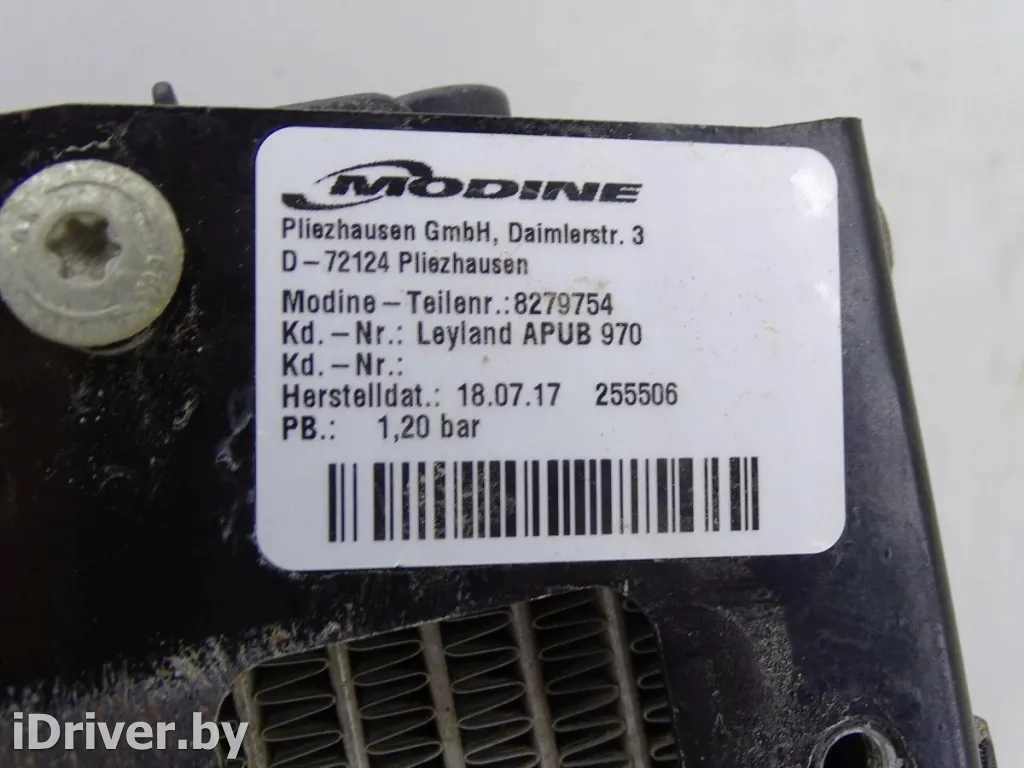 MODINE
Pliezhausen GmbH, Daimlerstr. 3
D-72124 Pliezhausen
Modine-Teilenr.:8279754
Kd.-Nr.: Leyland APUB 970
Kd.-Nr.:
Herstelldat.: 18.07.17 255506
PB.: 1,20 bar
iDriver.by